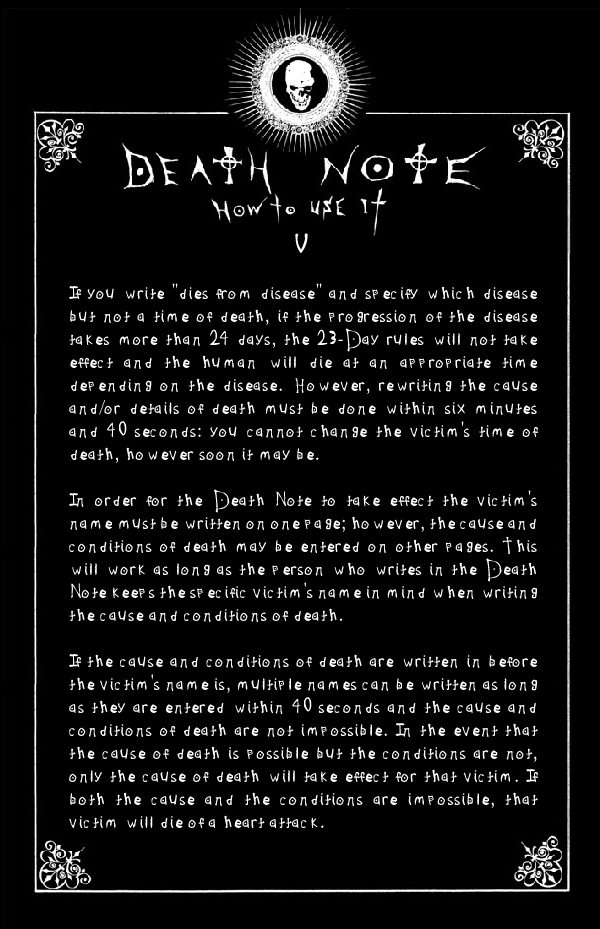 DEATH NOTE
HOW to USE It
V
If you write "dies from disease" and specify which disease
but not a time of death, if the progression of the disease
takes more than 24 days, the 23-Day rules will not take
effect and the human will die at an appropriate time
depending on the disease. However, rewriting the cause
and/or details of death must be done within six minutes
and 40 seconds: you cannot change the victim's time of
death, however soon it may be.
In order for the Death Note to take effect the victim's
name must be written on one page; however, the cause and
conditions of death may be entered on other pages. This
will work as long as the person who writes in the Death
Note keeps the specific victim's name in mind when writing
the cause and conditions of death.
If the cause and conditions of death are written in before
the victim's name is, multiple names can be written as long
as they are entered within 40 seconds and the cause and
conditions of death are not impossible. In the event that
the cause of death is possible but the conditions are not,
only the cause of death will take effect for that victim. If
both the cause and the conditions are impossible, that
victim will die of a heart attack.